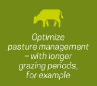 Optimize
pasture management
– with longer
grazing periods,
for example